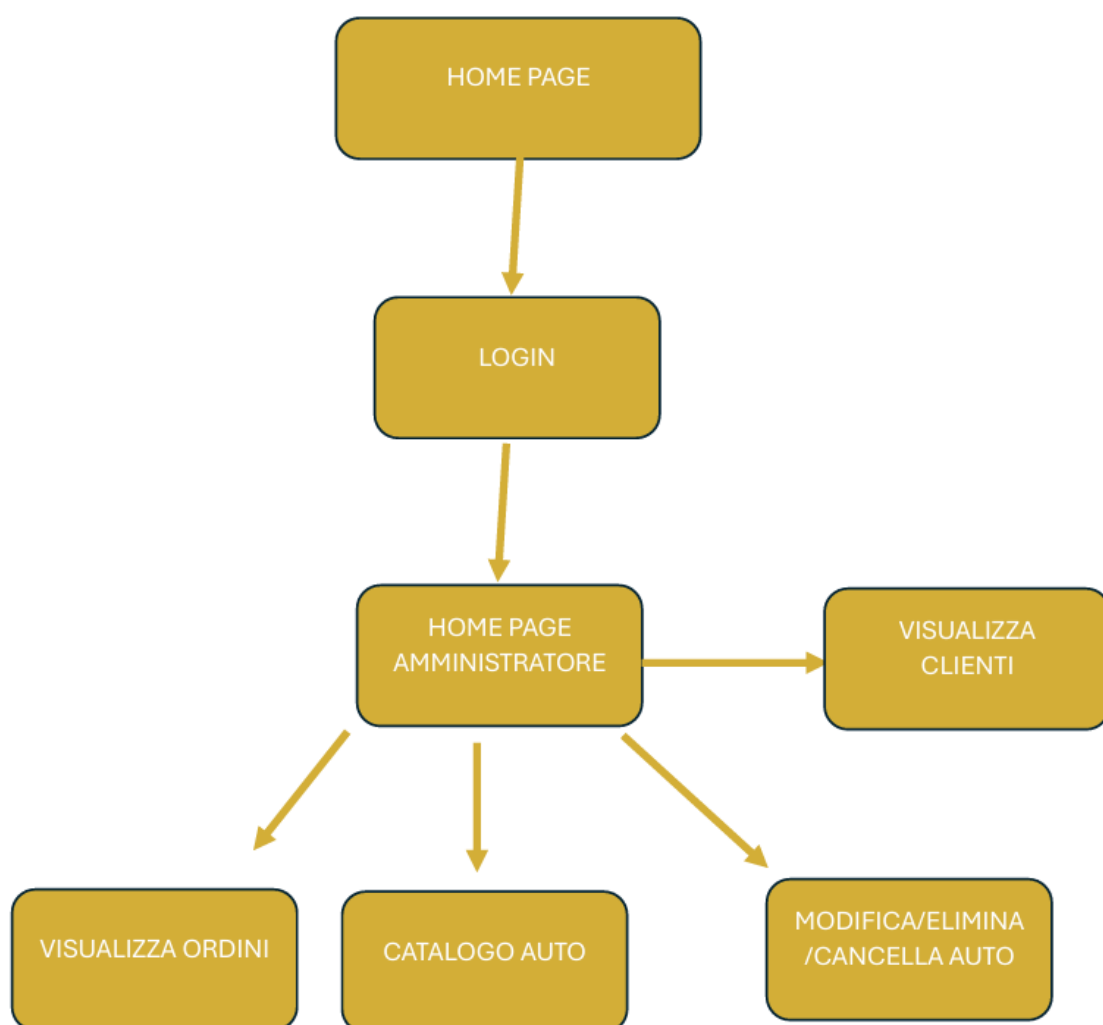 HOME PAGE
LOGIN
HOME PAGE
AMMINISTRATORE
VISUALIZZA
CLIENTI
VISUALIZZA ORDINI
CATALOGO AUTO
MODIFICA/ELIMINA
/CANCELLA AUTO